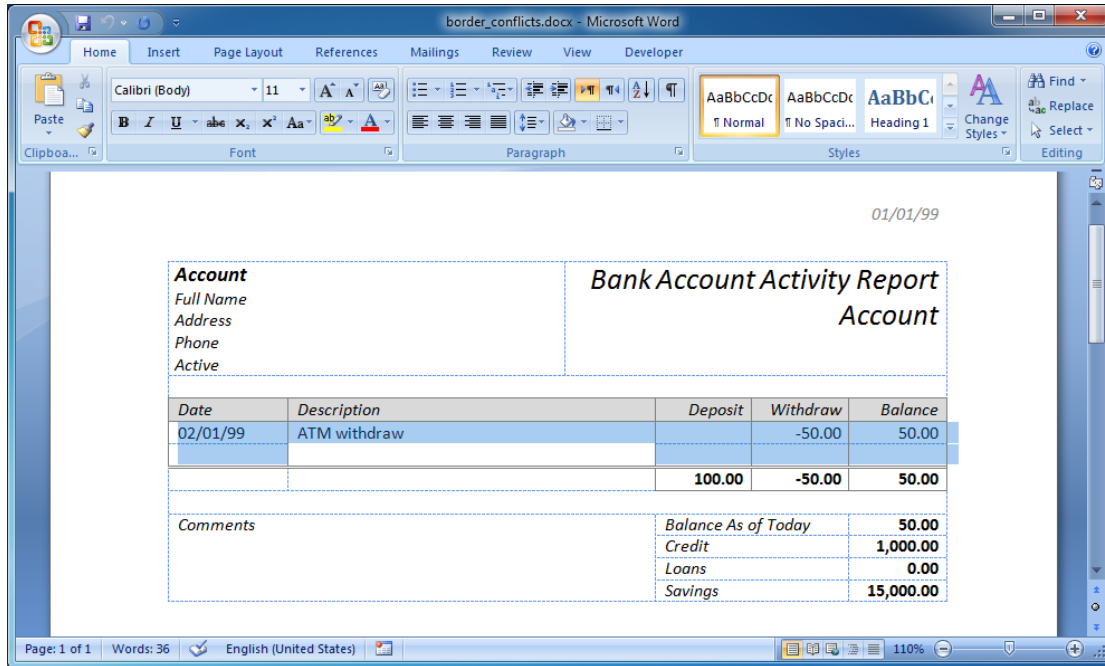 border_conflicts.docx - Microsoft Word
Home Insert Page Layout References Mailings Review View Developer
Paste
Clipboa...
Calibri (Body) 11
B I U abe x₂ x² Aa ab A
Font
Paragraph
AaBbCcDc AaBbCcDc AaBbC
¶ Normal ¶ No Spaci... Heading 1
Change Styles
Styles
Find
Replace
Select
Editing
01/01/99
Account
Full Name
Address
Phone
Active
Bank Account Activity Report
Account
Date Description Deposit Withdraw Balance
02/01/99 ATM withdraw -50.00 50.00
100.00 -50.00 50.00
Comments
Balance As of Today 50.00
Credit 1,000.00
Loans 0.00
Savings 15,000.00
Page: 1 of 1 Words: 36 English (United States) 110%